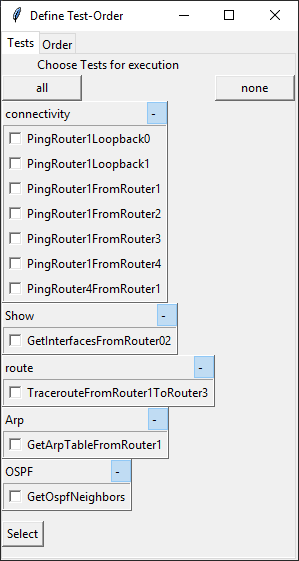 Define Test-Order
Tests Order
Choose Tests for execution
all none
connectivity -
PingRouter1Loopback0
PingRouter1Loopback1
PingRouter1FromRouter1
PingRouter1FromRouter2
PingRouter1FromRouter3
PingRouter1FromRouter4
PingRouter4FromRouter1
Show -
GetInterfacesFromRouter02
route -
TracerouteFromRouter1ToRouter3
Arp -
GetArpTableFromRouter1
OSPF -
GetOspfNeighbors
Select